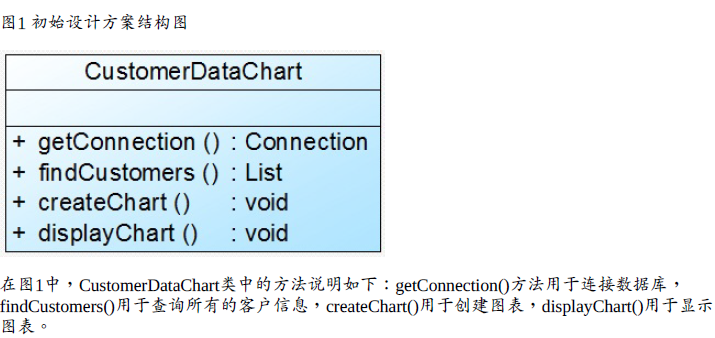 图1 初始设计方案结构图
CustomerDataChart
+ getConnection () : Connection
+ findCustomers () : List
+ createChart () : void
+ displayChart () : void
在图1中，CustomerDataChart类中的方法说明如下：getConnection()方法用于连接数据库，
findCustomers()用于查询所有的客户信息，createChart()用于创建图表，displayChart()用于显示
图表。